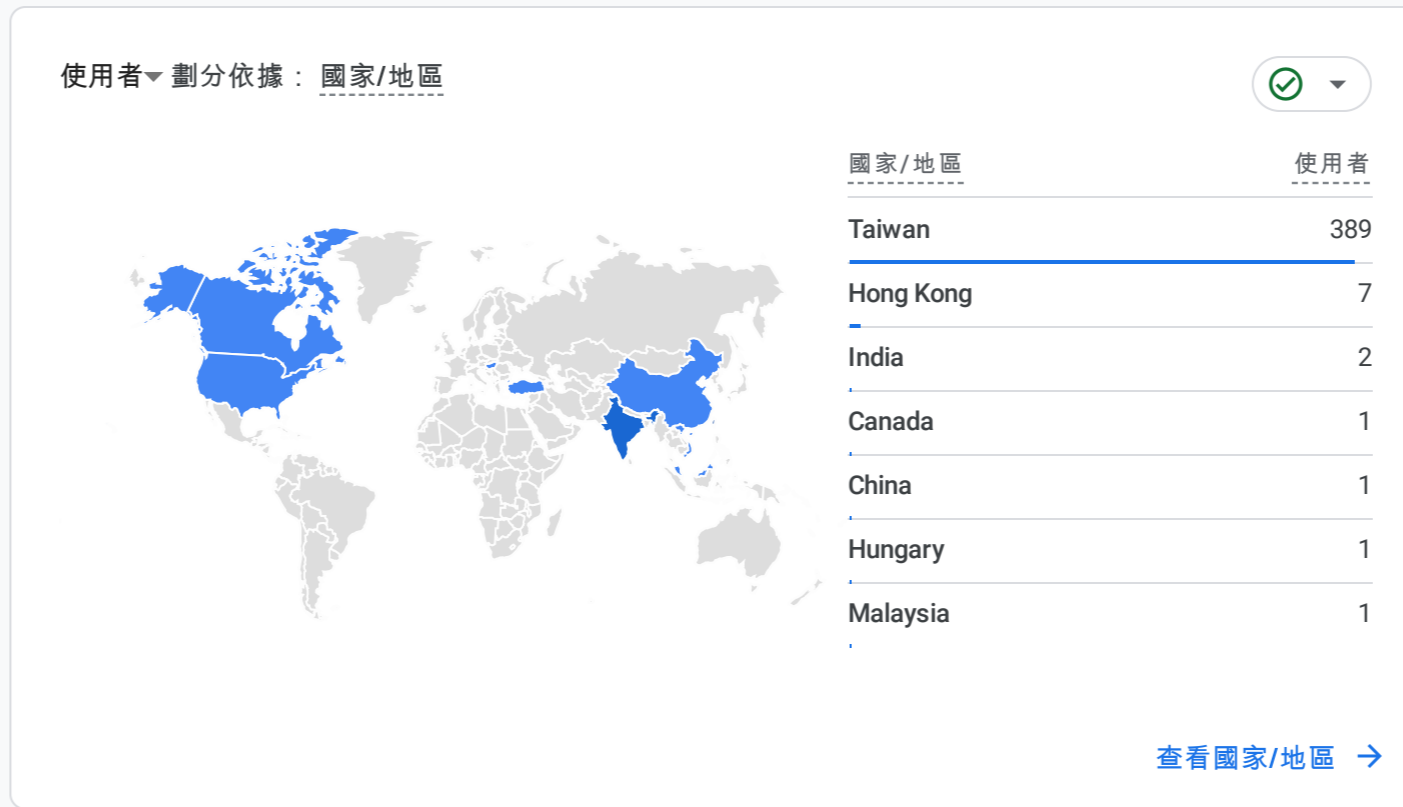 使用者 劃分依據： 國家/地區
國家/地區 使用者
Taiwan 389
Hong Kong 7
India 2
Canada 1
China 1
Hungary 1
Malaysia 1
查看國家/地區